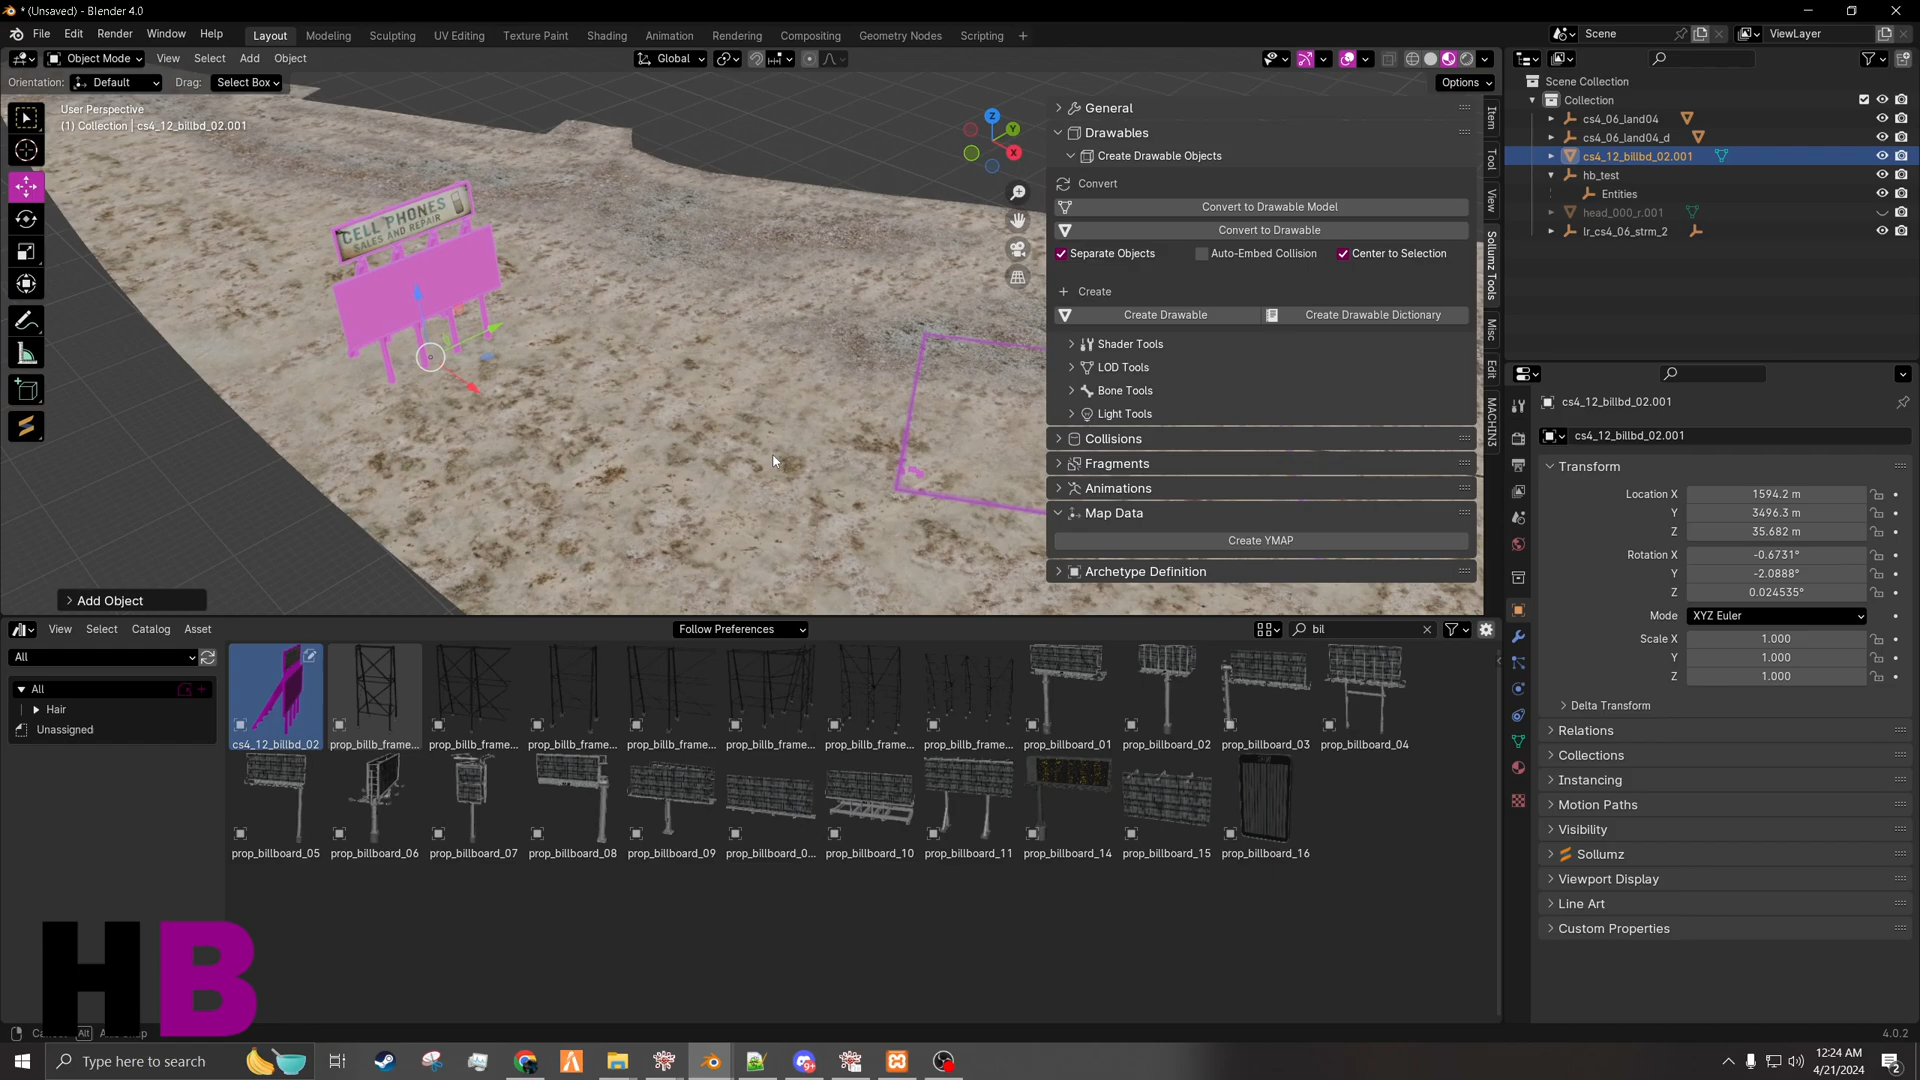 * (Unsaved) - Blender 4.0
File Edit Render Window Help Layout Modeling Sculpting UV Editing Texture Paint Shading Animation Rendering Compositing Geometry Nodes Scripting + Scene ViewLayer
Object Mode View Select Add Object Global
Orientation: Default Drag: Select Box Options
User Perspective
(1) Collection | cs4_12_billbd_02.001
CELL PHONES
SALES AND REPAIR
Z
Y
X
General
Drawables
Create Drawable Objects
Convert
Convert to Drawable Model
Convert to Drawable
Separate Objects Auto-Embed Collision Center to Selection
Create
Create Drawable Create Drawable Dictionary
Shader Tools
LOD Tools
Bone Tools
Light Tools
Collisions
Fragments
Animations
Map Data
Create YMAP
Archetype Definition
Item
Tool
View
Sollumz Tools
Misc
Edit
MACHIN3
Add Object
Scene Collection
Collection
cs4_06_land04
cs4_06_land04_d
cs4_12_billbd_02.001
hb_test
Entities
head_000_r.001
lr_cs4_06_strm_2
cs4_12_billbd_02.001
cs4_12_billbd_02.001
Transform
Location X 1594.2 m
Y 3496.3 m
Z 35.682 m
Rotation X -0.6731°
Y -2.0888°
Z 0.024535°
Mode XYZ Euler
Scale X 1.000
Y 1.000
Z 1.000
Delta Transform
Relations
Collections
Instancing
Motion Paths
Visibility
Sollumz
Viewport Display
Line Art
Custom Properties
View Select Catalog Asset Follow Preferences bil
All
All
Hair
Unassigned
cs4_12_billbd_02 prop_billb_frame... prop_billb_frame... prop_billb_frame... prop_billb_frame... prop_billb_frame... prop_billb_frame... prop_billb_frame... prop_billboard_01 prop_billboard_02 prop_billboard_03 prop_billboard_04
prop_billboard_05 prop_billboard_06 prop_billboard_07 prop_billboard_08 prop_billboard_09 prop_billboard_0... prop_billboard_10 prop_billboard_11 prop_billboard_14 prop_billboard_15 prop_billboard_16
HB
Alt
4.0.2
Type here to search
12:24 AM
4/21/2024
2